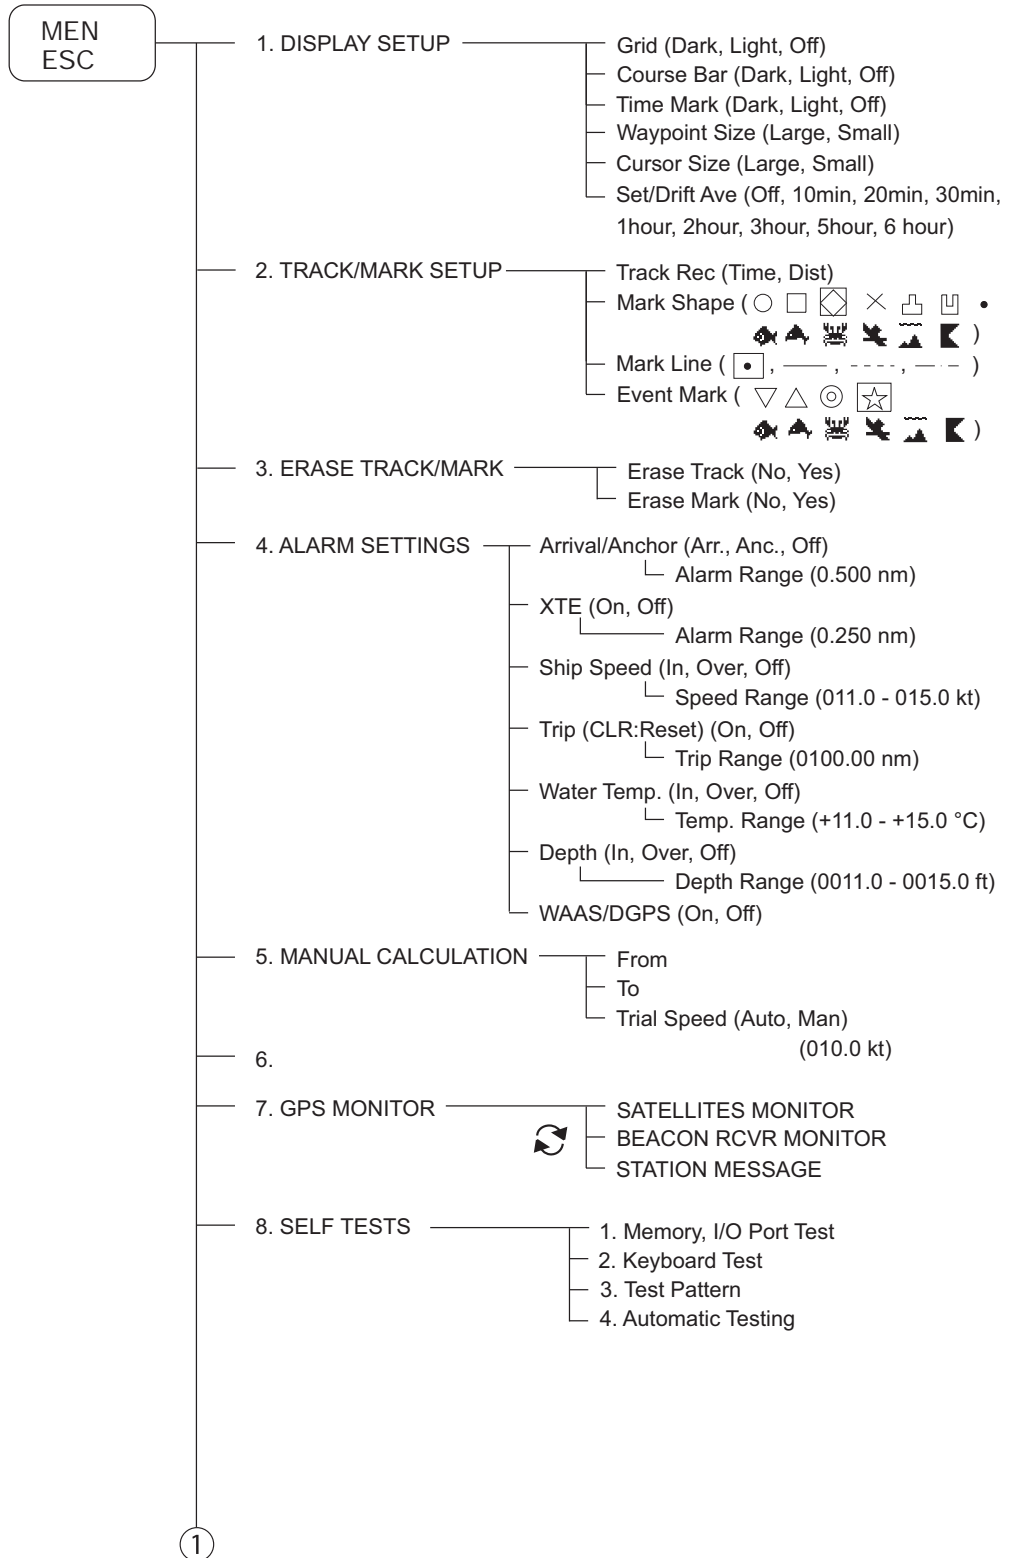 MEN
ESC
1. DISPLAY SETUP
Grid (Dark, Light, Off)
Course Bar (Dark, Light, Off)
Time Mark (Dark, Light, Off)
Waypoint Size (Large, Small)
Cursor Size (Large, Small)
Set/Drift Ave (Off, 10min, 20min, 30min,
1hour, 2hour, 3hour, 5hour, 6 hour)
2. TRACK/MARK SETUP
Track Rec (Time, Dist)
Mark Shape (
)
Mark Line ( , , , )
Event Mark (
)
3. ERASE TRACK/MARK
Erase Track (No, Yes)
Erase Mark (No, Yes)
4. ALARM SETTINGS
Arrival/Anchor (Arr., Anc., Off)
Alarm Range (0.500 nm)
XTE (On, Off)
Alarm Range (0.250 nm)
Ship Speed (In, Over, Off)
Speed Range (011.0 - 015.0 kt)
Trip (CLR:Reset) (On, Off)
Trip Range (0100.00 nm)
Water Temp. (In, Over, Off)
Temp. Range (+11.0 - +15.0 °C)
Depth (In, Over, Off)
Depth Range (0011.0 - 0015.0 ft)
WAAS/DGPS (On, Off)
5. MANUAL CALCULATION
From
To
Trial Speed (Auto, Man)
(010.0 kt)
6.
7. GPS MONITOR
SATELLITES MONITOR
BEACON RCVR MONITOR
STATION MESSAGE
8. SELF TESTS
1. Memory, I/O Port Test
2. Keyboard Test
3. Test Pattern
4. Automatic Testing
1